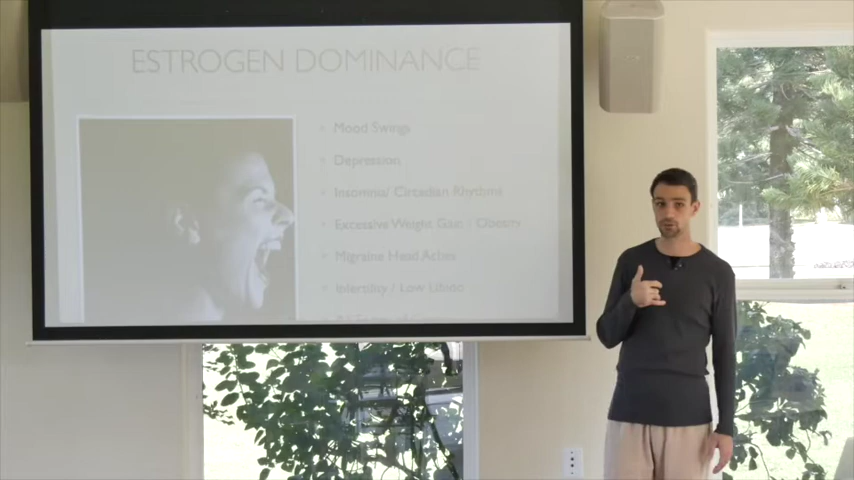 ESTROGEN DOMINANCE
Mood Swings
Depression
Insomnia/ Circadian Rhythms
Excessive Weight Gain / Obesity
Migraine Head Aches
Infertility / Low Libido